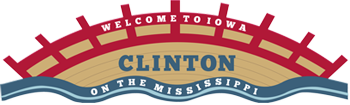 WELCOME TO IOWA
CLINTON
ON THE MISSISSIPPI